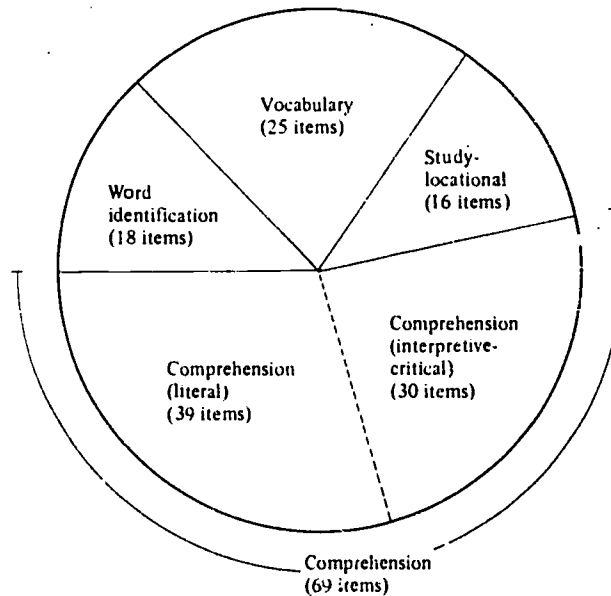 Vocabulary
(25 items)
Study-
locational
(16 items)
Word
identification
(18 items)
Comprehension
(interpretive-
critical)
(30 items)
Comprehension
(literal)
(39 items)
Comprehension
(69 items)